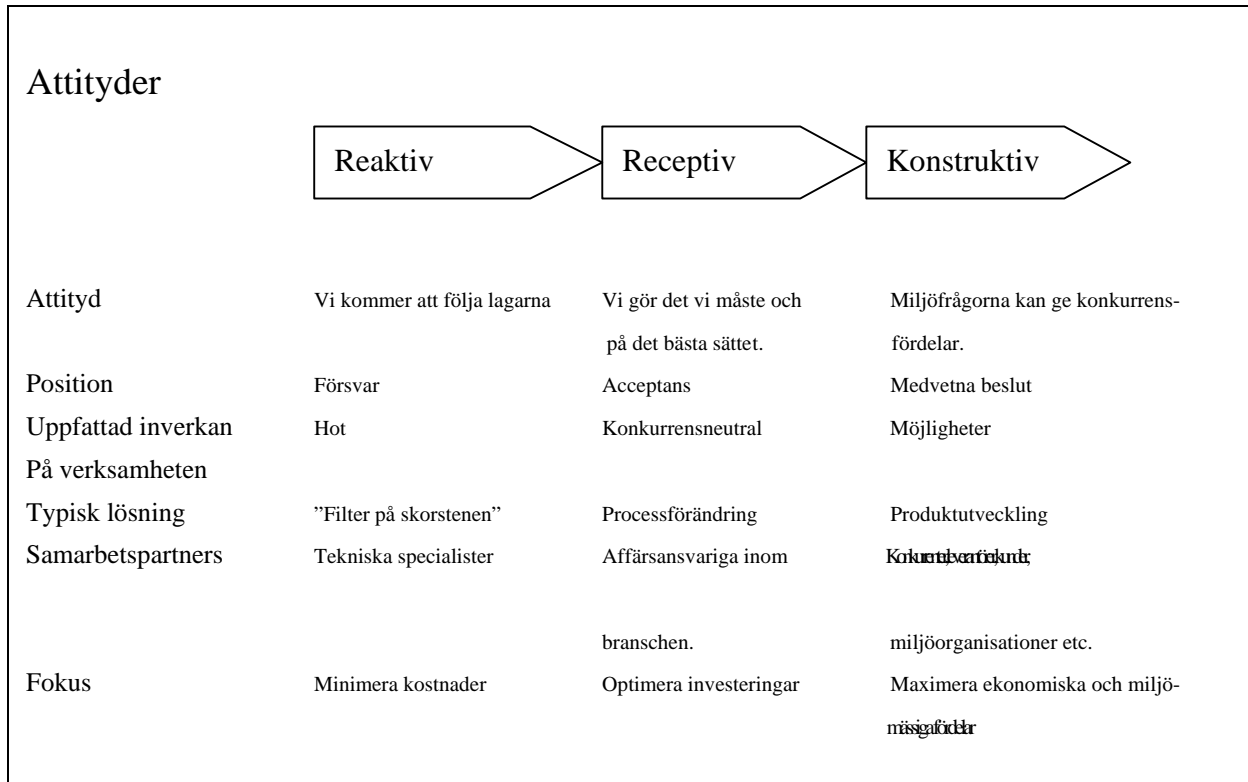 Attityder
Reaktiv Receptiv Konstruktiv
Attityd Vi kommer att följa lagarna Vi gör det vi måste och Miljöfrågorna kan ge konkurrens-
på det bästa sättet. fördelar.
Position Försvar Acceptans Medvetna beslut
Uppfattad inverkan Hot Konkurrensneutral Möjligheter
På verksamheten
Typisk lösning ”Filter på skorstenen” Processförändring Produktutveckling
Samarbetspartners Tekniska specialister Affärsansvariga inom
branschen. miljöorganisationer etc.
Fokus Minimera kostnader Optimera investeringar Maximera ekonomiska och miljö-
mässiga fördelar